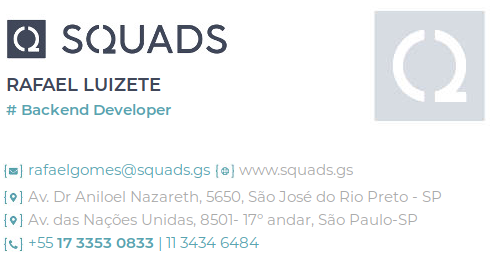 SQUADS
RAFAEL LUIZETE
# Backend Developer
{} rafaelgomes@squads.gs {} www.squads.gs
{} Av. Dr Aniloel Nazareth, 5650, São José do Rio Preto - SP
{} Av. das Nações Unidas, 8501- 17° andar, São Paulo-SP
{} +55 17 3353 0833 | 11 3434 6484